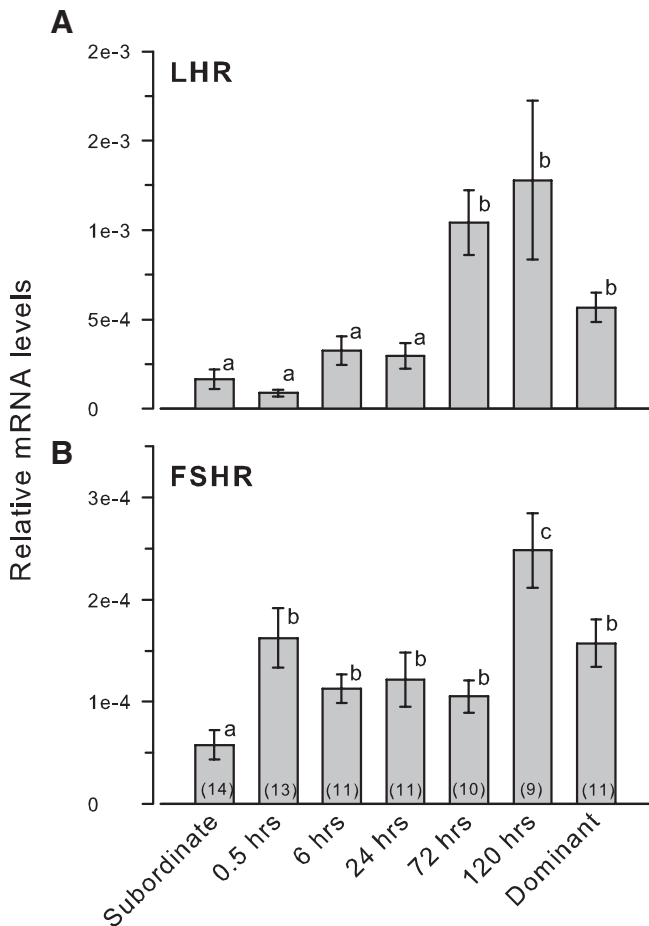 A
LHR
2e-3
2e-3
1e-3
5e-4
0
a
a
a
a
b
b
b
Relative mRNA levels
B
FSHR
3e-4
2e-4
1e-4
0
a
b
b
b
b
c
b
(14) (13) (11) (11) (10) (9) (11)
Subordinate
0.5 hrs
6 hrs
24 hrs
72 hrs
120 hrs
Dominant